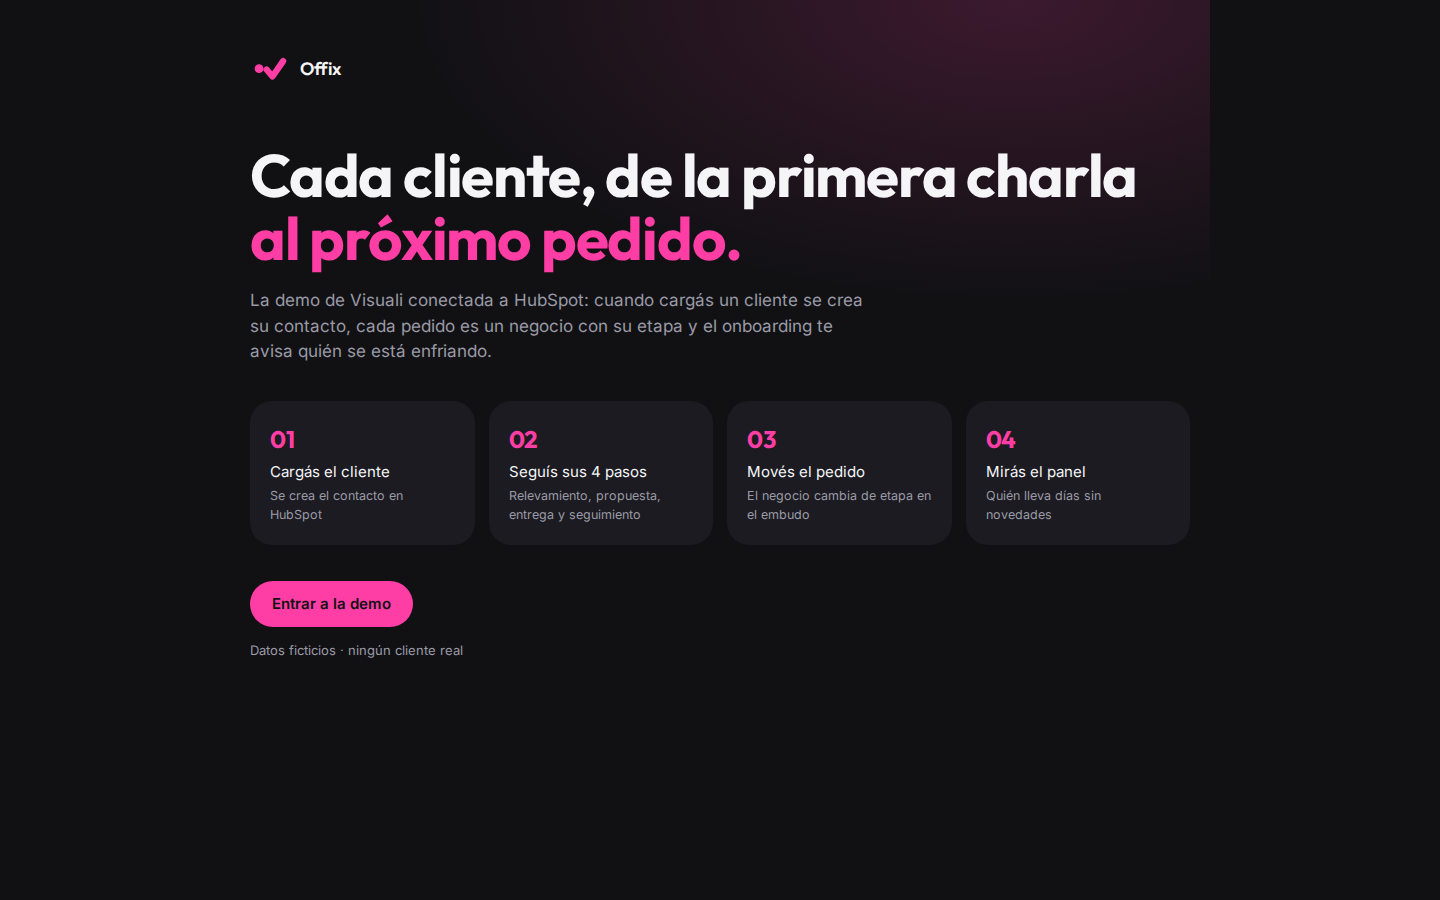 Offix
Cada cliente, de la primera charla
al próximo pedido.
La demo de Visuali conectada a HubSpot: cuando cargás un cliente se crea
su contacto, cada pedido es un negocio con su etapa y el onboarding te
avisa quién se está enfriando.
01
Cargás el cliente
Se crea el contacto en
HubSpot
02
Seguís sus 4 pasos
Relevamiento, propuesta,
entrega y seguimiento
03
Movés el pedido
El negocio cambia de etapa en
el embudo
04
Mirás el panel
Quién lleva días sin
novedades
Entrar a la demo
Datos ficticios · ningún cliente real